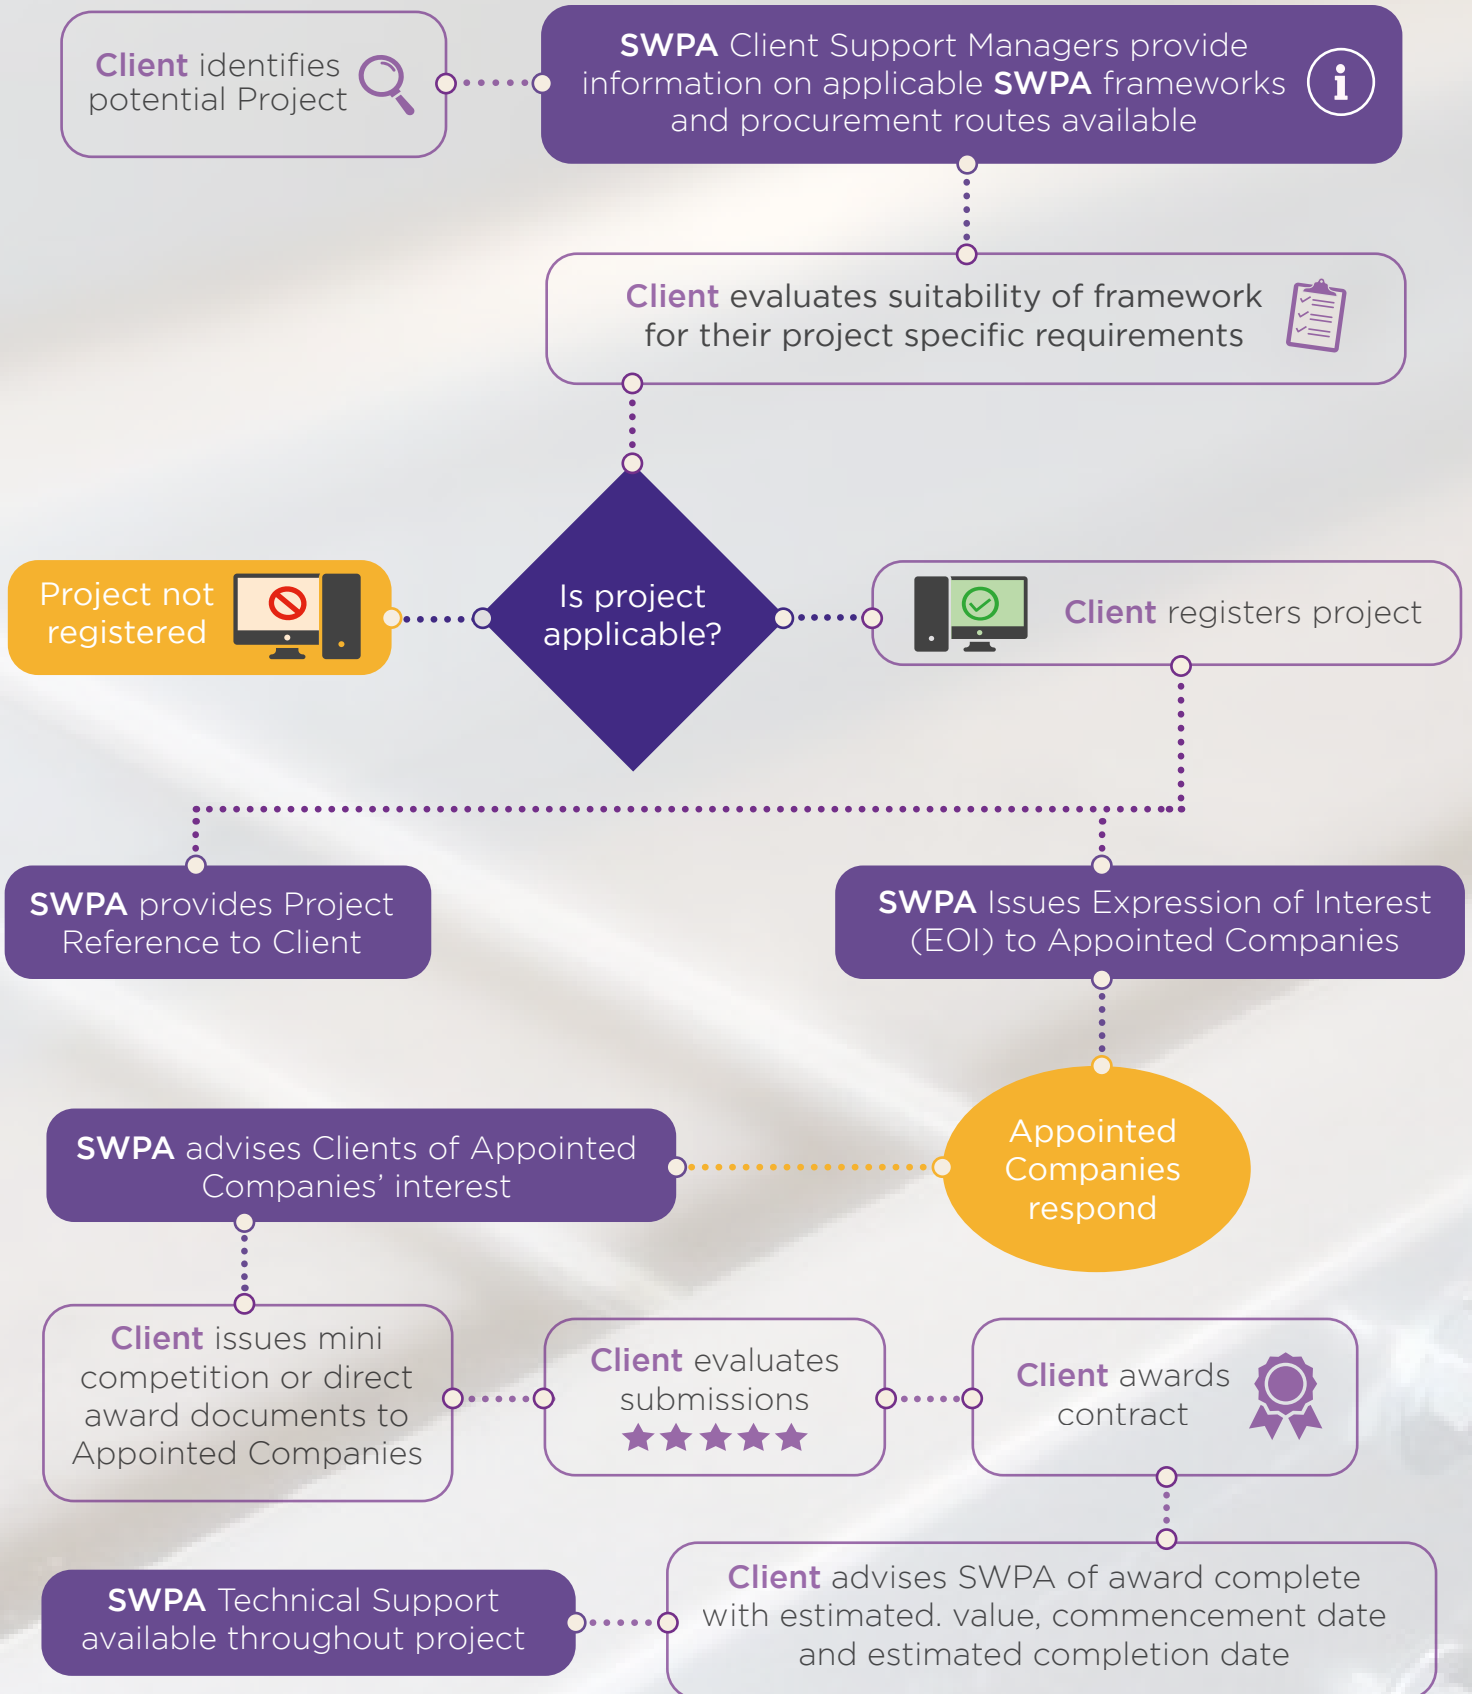 Client identifies
potential Project
SWPA Client Support Managers provide
information on applicable SWPA frameworks
and procurement routes available
i
Client evaluates suitability of framework
for their project specific requirements
Is project
applicable?
Project not
registered
Client registers project
SWPA provides Project
Reference to Client
SWPA Issues Expression of Interest
(EOI) to Appointed Companies
Appointed
Companies
respond
SWPA advises Clients of Appointed
Companies’ interest
Client issues mini
competition or direct
award documents to
Appointed Companies
Client evaluates
submissions
Client awards
contract
Client advises SWPA of award complete
with estimated. value, commencement date
and estimated completion date
SWPA Technical Support
available throughout project